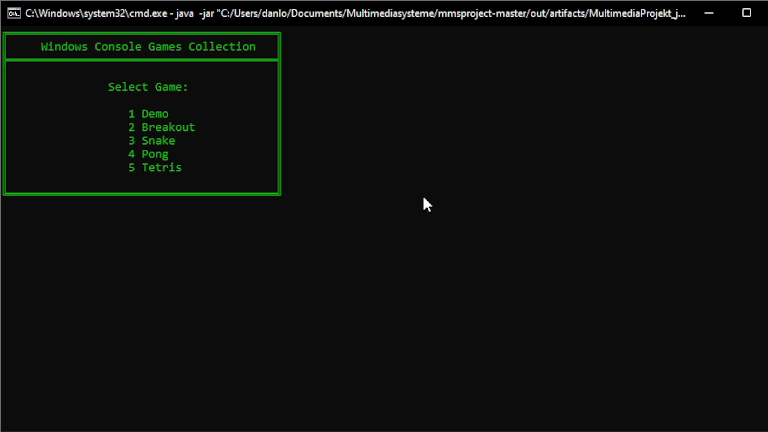 C:\Windows\system32\cmd.exe - java -jar "C:/Users/danlo/Documents/Multimediasysteme/mmsproject-master/out/artifacts/MultimediaProjekt_j...
Windows Console Games Collection
Select Game:
1 Demo
2 Breakout
3 Snake
4 Pong
5 Tetris